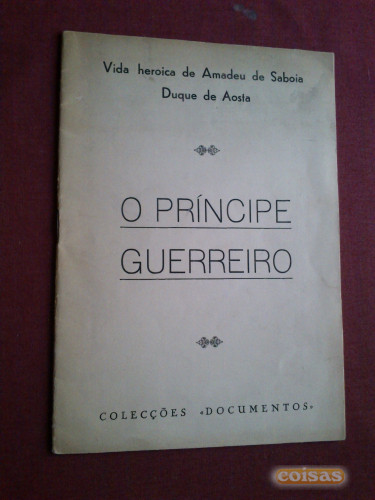 Vida heroica de Amadeu de Saboia
Duque de Aosta
O PRÍNCIPE
GUERREIRO
COLECÇÕES «DOCUMENTOS»
coisas